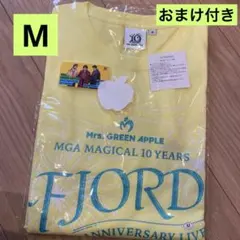 M
おまけ付き
Mrs. GREEN APPLE
MGA MAGICAL 10 YEARS
FJORD
ANNIVERSARY LIVE